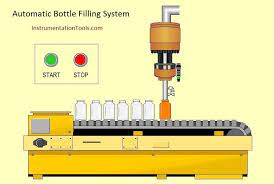 Automatic Bottle Filling System
InstrumentationTools.com
START
STOP